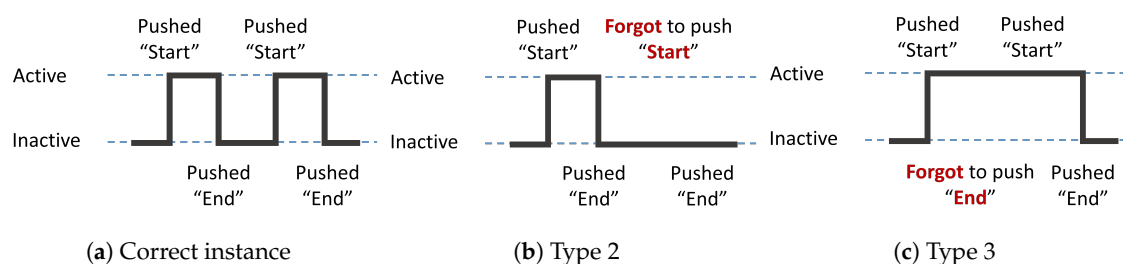 Pushed
“Start”
Pushed
“Start”
Active
Inactive
Pushed
“End”
Pushed
“End”
(a) Correct instance
Pushed
“Start”
Forgot to push
“Start”
Active
Inactive
Pushed
“End”
Pushed
“End”
(b) Type 2
Pushed
“Start”
Pushed
“Start”
Active
Inactive
Forgot to push
“End”
Pushed
“End”
(c) Type 3